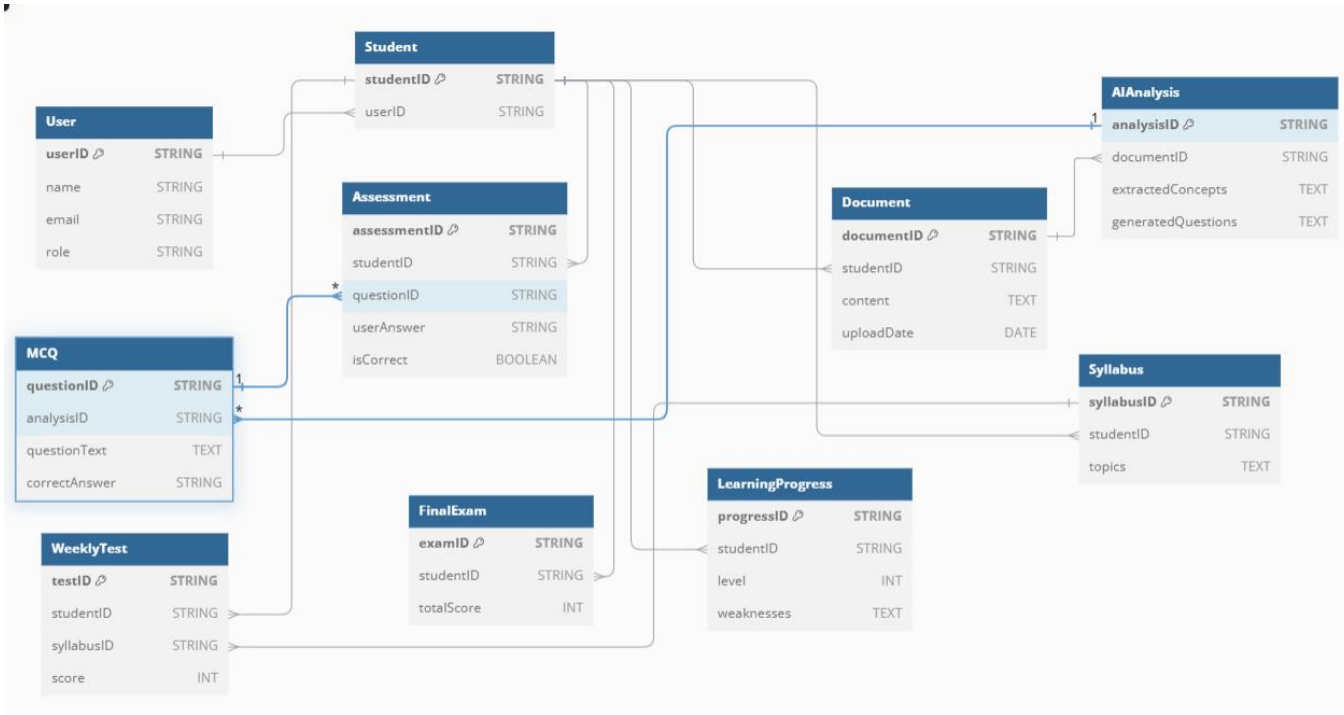 Student
studentID STRING
userID STRING
User
userID STRING
name STRING
email STRING
role STRING
Assessment
assessmentID STRING
studentID STRING
* questionID STRING
userAnswer STRING
isCorrect BOOLEAN
AIAnalysis
1 analysisID STRING
documentID STRING
extractedConcepts TEXT
generatedQuestions TEXT
Document
documentID STRING
studentID STRING
content TEXT
uploadDate DATE
MCQ
questionID STRING 1
analysisID STRING *
questionText TEXT
correctAnswer STRING
Syllabus
syllabusID STRING
studentID STRING
topics TEXT
LearningProgress
progressID STRING
studentID STRING
level INT
weaknesses TEXT
FinalExam
examID STRING
studentID STRING
totalScore INT
WeeklyTest
testID STRING
studentID STRING
syllabusID STRING
score INT